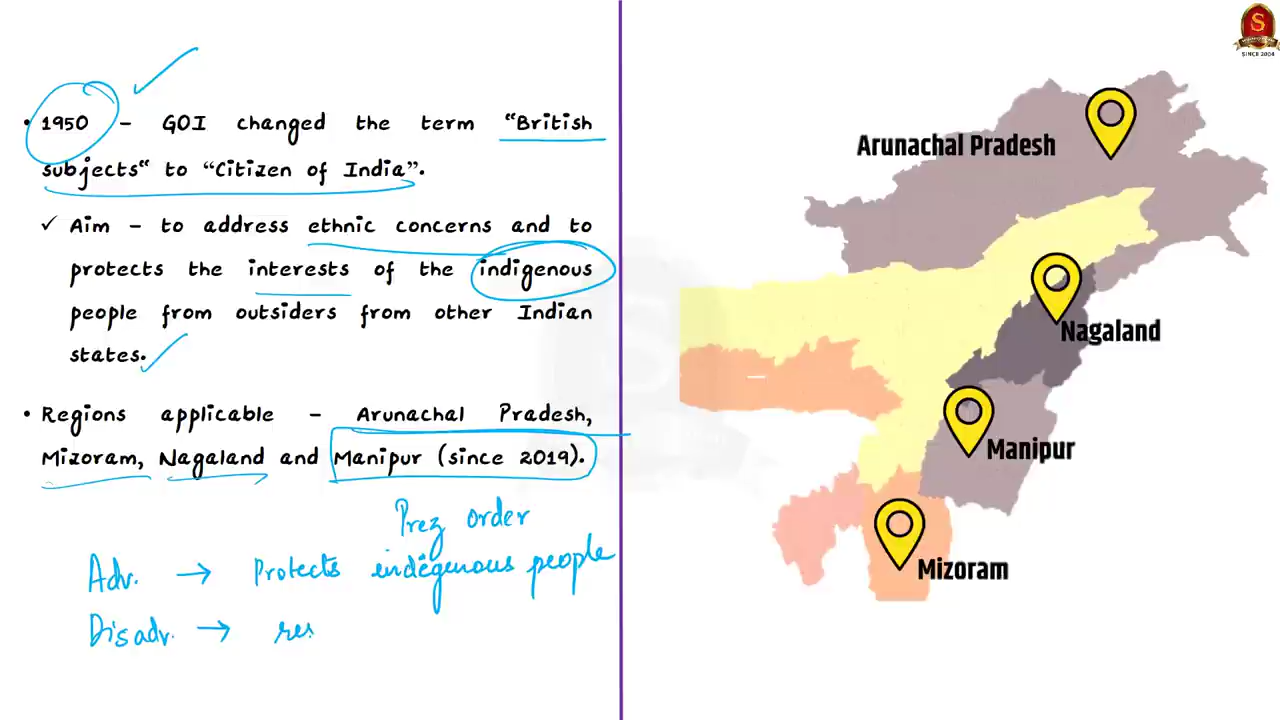 • 1950 – GOI changed the term “British
subjects“ to “Citizen of India”.
✓ Aim – to address ethnic concerns and to
protects the interests of the indigenous
people from outsiders from other Indian
states.
• Regions applicable – Arunachal Pradesh,
Mizoram, Nagaland and Manipur (since 2019).
Prez order
Adv. → Protects indigenous people
Disadv. → res
Arunachal Pradesh
Nagaland
Manipur
Mizoram
S
SINCE 2004